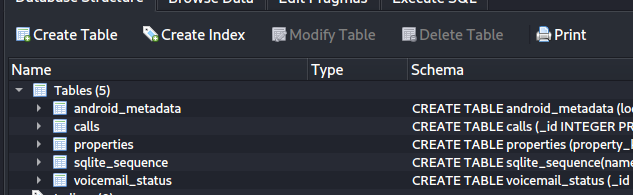 Database Structure Browse Data Edit Pragmas Execute SQL
Create Table Create Index Modify Table Delete Table Print
Name Type Schema
Tables (5)
android_metadata CREATE TABLE android_metadata (loc
calls CREATE TABLE calls (_id INTEGER PR
properties CREATE TABLE properties (property_
sqlite_sequence CREATE TABLE sqlite_sequence(name
voicemail_status CREATE TABLE voicemail_status (_id